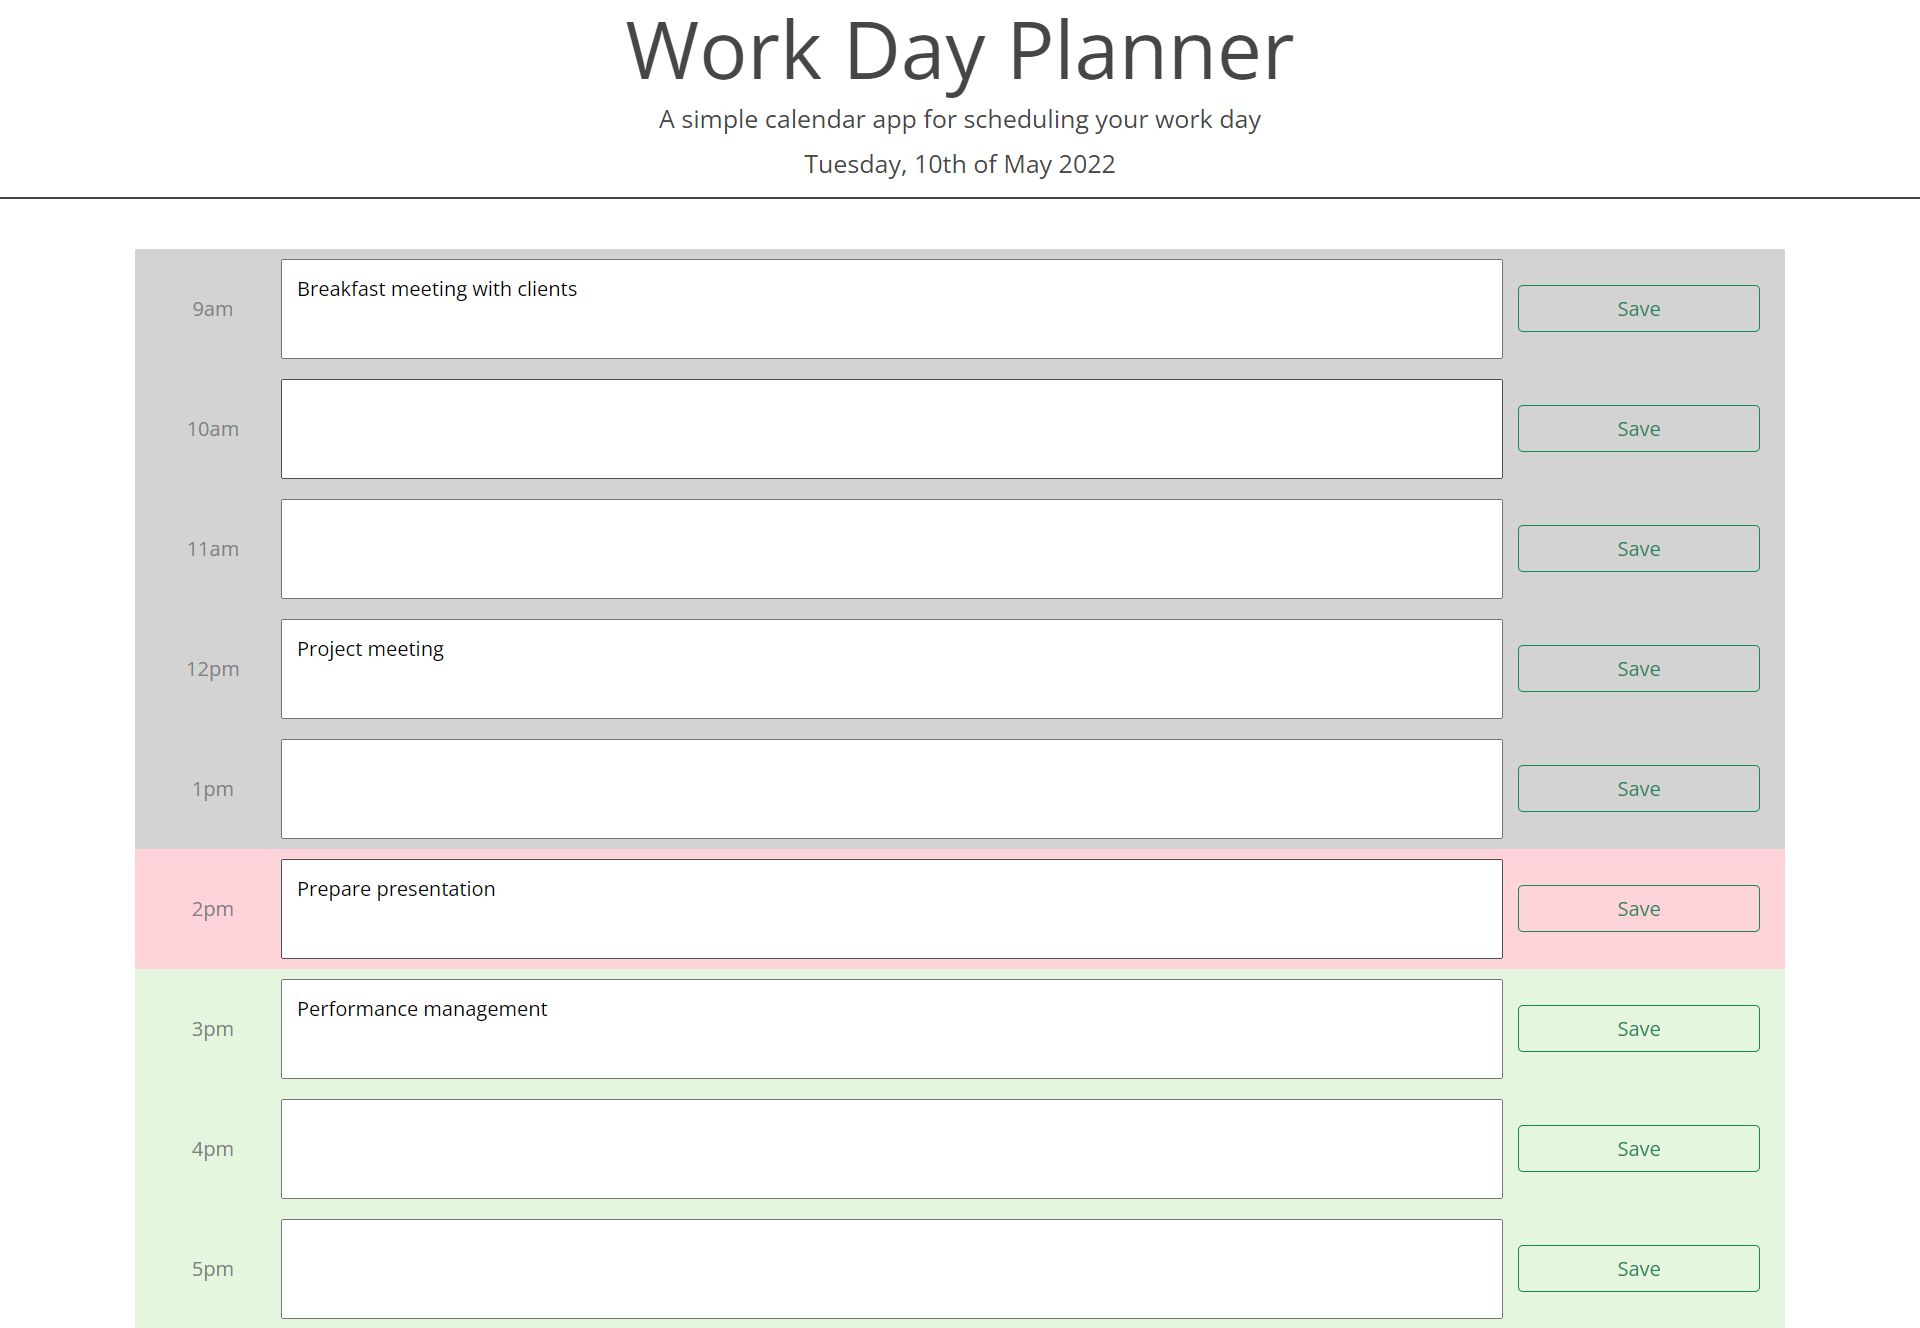 Work Day Planner
A simple calendar app for scheduling your work day
Tuesday, 10th of May 2022
9am Breakfast meeting with clients Save
10am Save
11am Save
12pm Project meeting Save
1pm Save
2pm Prepare presentation Save
3pm Performance management Save
4pm Save
5pm Save